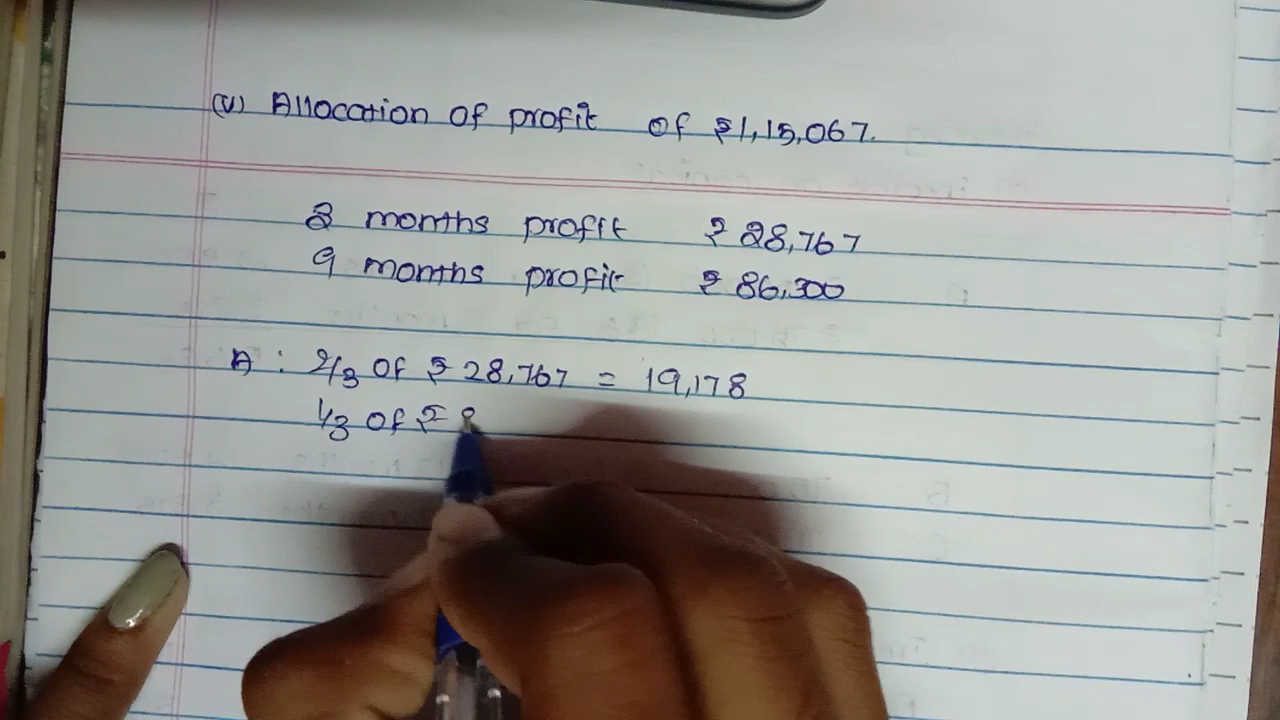 (V) Allocation of profit of ₹1,15,067.
3 months profit ₹ 28,767
9 months profit ₹ 86,300
A : 2/3 of ₹ 28,767 = 19,178
1/3 of ₹ 8